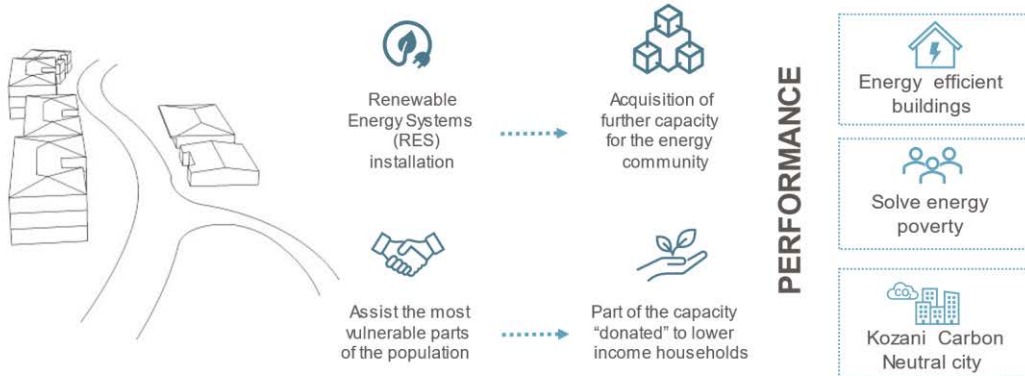 Renewable
Energy Systems
(RES)
installation
Acquisition of
further capacity
for the energy
community
Assist the most
vulnerable parts
of the population
Part of the capacity
“donated” to lower
income households
PERFORMANCE
Energy efficient
buildings
Solve energy
poverty
CO₂
Kozani Carbon
Neutral city